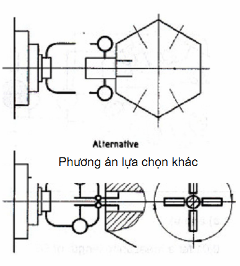 Alternative
Phương án lựa chọn khác